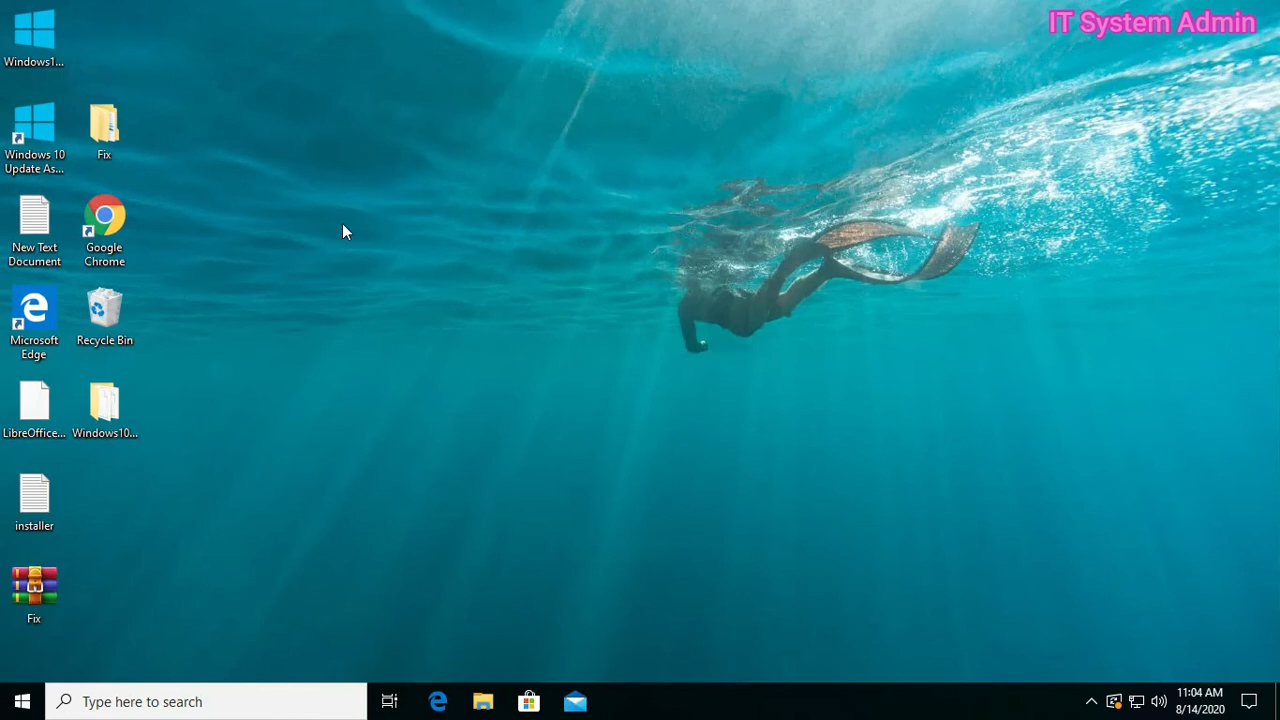 IT System Admin
Windows1...
Windows 10
Update As...
Fix
New Text
Document
Google
Chrome
Microsoft
Edge
Recycle Bin
LibreOffice...
Windows10...
installer
Fix
Type here to search
11:04 AM
8/14/2020